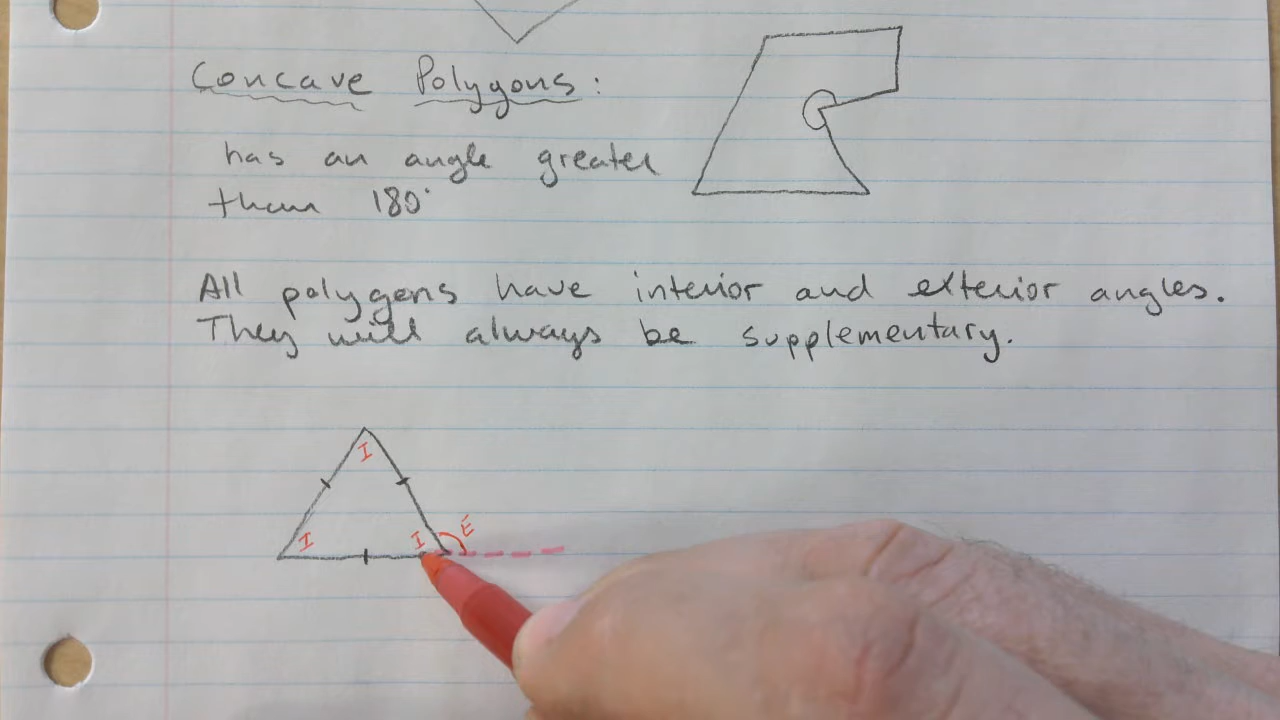 Concave Polygons:
has an angle greater
than 180°
All polygons have interior and exterior angles.
They will always be supplementary.
I
I I E